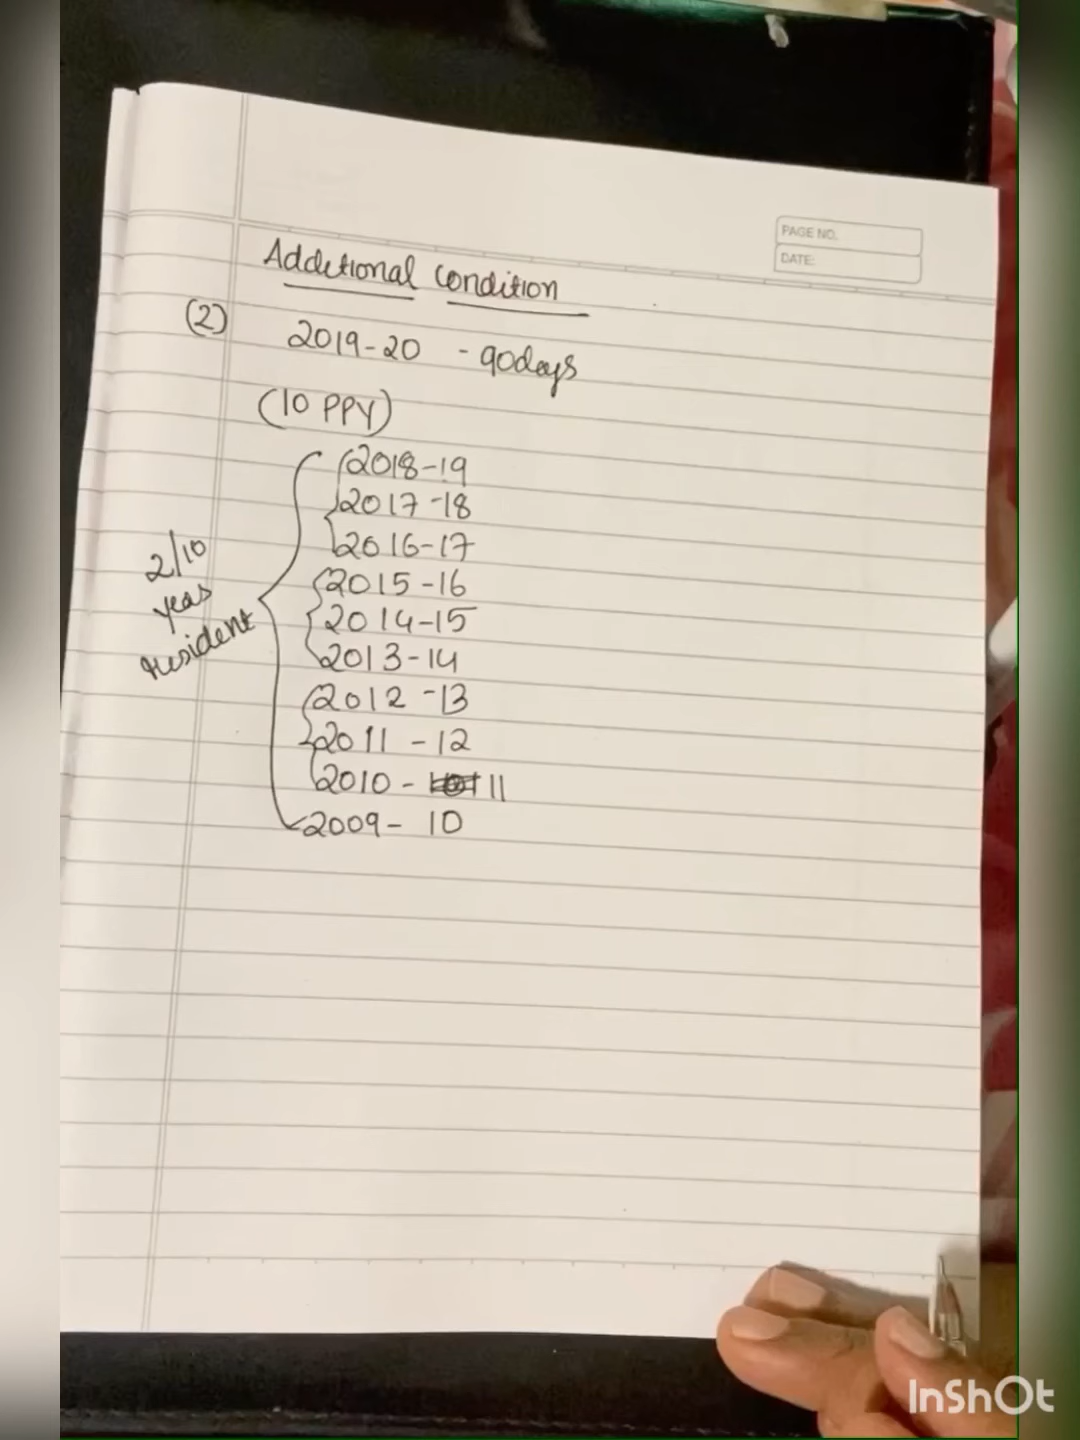 PAGE NO.
DATE:
Additional condition
(2) 2019-20 - 90days
(10 PPY)
2018-19
2017-18
2016-17
2015-16
2014-15
2013-14
2012-13
2011-12
2010-11
2009-10
2/10
years
resident
InShOt